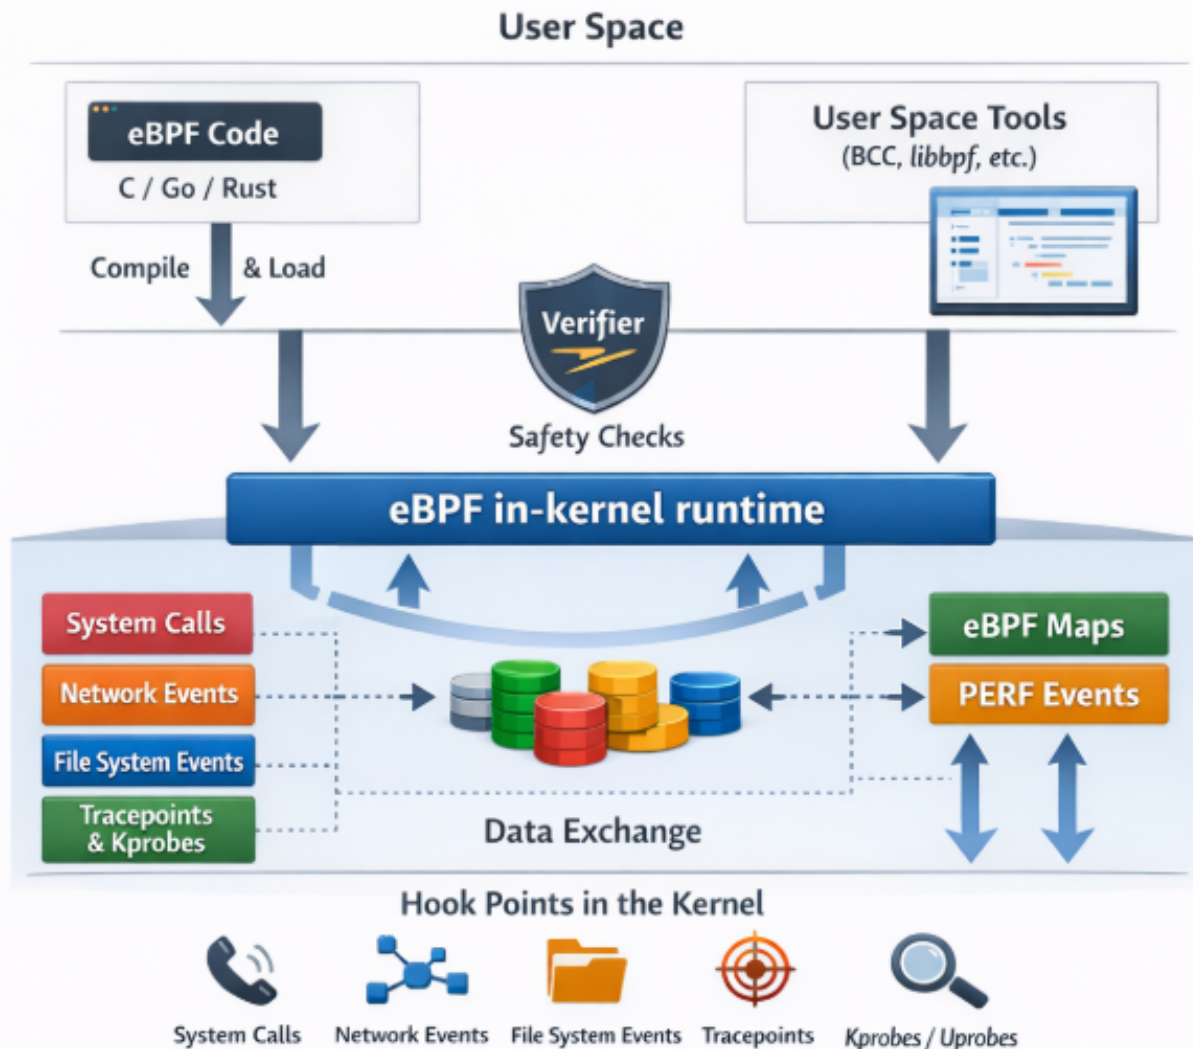 User Space
eBPF Code
C / Go / Rust
User Space Tools
(BCC, libbpf, etc.)
Compile & Load
Verifier
Safety Checks
eBPF in-kernel runtime
System Calls
Network Events
File System Events
Tracepoints
& Kprobes
eBPF Maps
PERF Events
Data Exchange
Hook Points in the Kernel
System Calls
Network Events
File System Events
Tracepoints
Kprobes / Uprobes